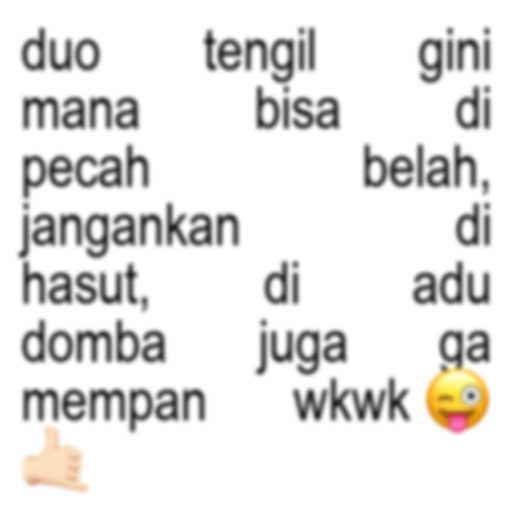 duo tengil gini
mana bisa di
pecah belah,
jangankan di
hasut, di adu
domba juga ga
mempan wkwk 😜
🤙🏻